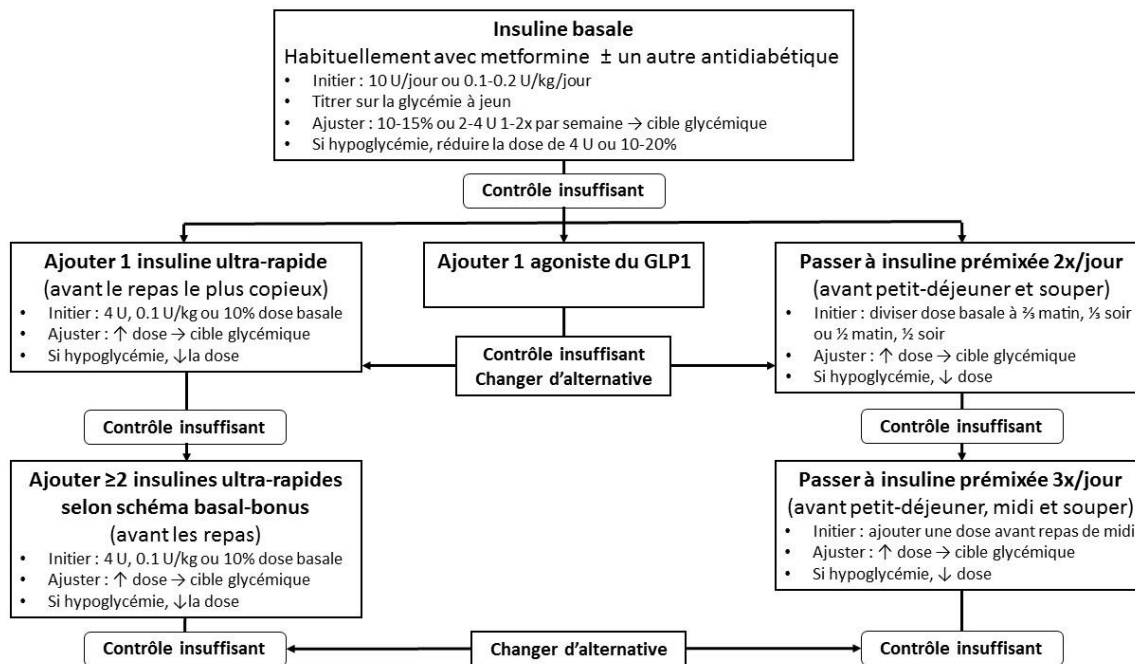 Insuline basale
Habituellement avec metformine ± un autre antidiabétique
• Initier : 10 U/jour ou 0.1-0.2 U/kg/jour
• Titrer sur la glycémie à jeun
• Ajuster : 10-15% ou 2-4 U 1-2x par semaine → cible glycémique
• Si hypoglycémie, réduire la dose de 4 U ou 10-20%
Contrôle insuffisant
Ajouter 1 insuline ultra-rapide
(avant le repas le plus copieux)
• Initier : 4 U, 0.1 U/kg ou 10% dose basale
• Ajuster : ↑ dose → cible glycémique
• Si hypoglycémie, ↓la dose
Ajouter 1 agoniste du GLP1
Passer à insuline prémixée 2x/jour
(avant petit-déjeuner et souper)
• Initier : diviser dose basale à ⅔ matin, ⅓ soir
ou ½ matin, ½ soir
• Ajuster : ↑ dose → cible glycémique
• Si hypoglycémie, ↓ dose
Contrôle insuffisant
Changer d'alternative
Contrôle insuffisant
Contrôle insuffisant
Ajouter ≥2 insulines ultra-rapides
selon schéma basal-bonus
(avant les repas)
• Initier : 4 U, 0.1 U/kg ou 10% dose basale
• Ajuster : ↑ dose → cible glycémique
• Si hypoglycémie, ↓la dose
Passer à insuline prémixée 3x/jour
(avant petit-déjeuner, midi et souper)
• Initier : ajouter une dose avant repas de midi
• Ajuster : ↑ dose → cible glycémique
• Si hypoglycémie, ↓ dose
Contrôle insuffisant
Changer d'alternative
Contrôle insuffisant